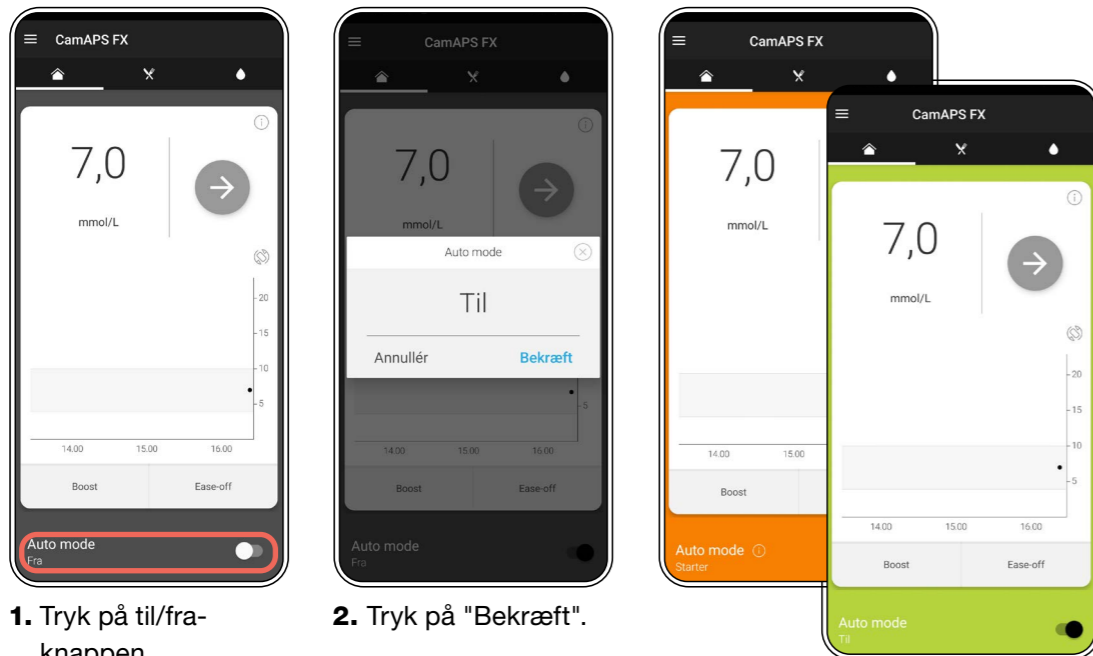 CamAPS FX
7,0
mmol/L
20
15
10
5
14.00 15.00 16.00
Boost Ease-off
Auto mode
Fra
1. Tryk på til/fra-
knappen
CamAPS FX
7,0
mmol/L
Auto mode
Til
Annullér Bekræft
5
14.00 15.00 16.00
Boost Ease-off
Auto mode
Fra
2. Tryk på "Bekræft".
CamAPS FX
7,0
mmol/L
14.00 15.00
Boost
Auto mode
Starter
CamAPS FX
7,0
mmol/L
20
15
10
5
14.00 15.00 16.00
Boost Ease-off
Auto mode
Til